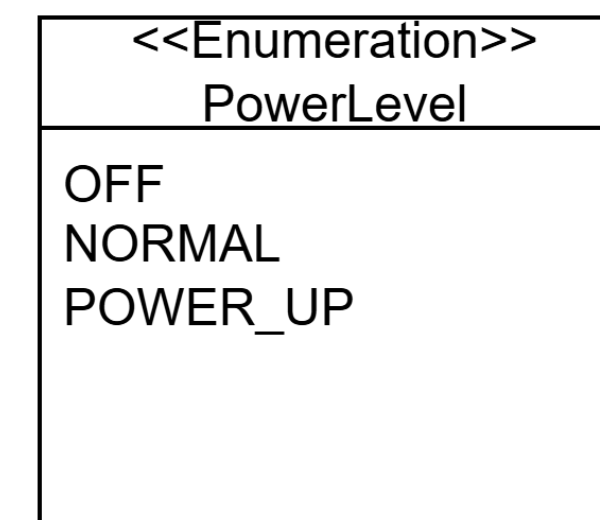 <<Enumeration>>
PowerLevel
OFF
NORMAL
POWER_UP